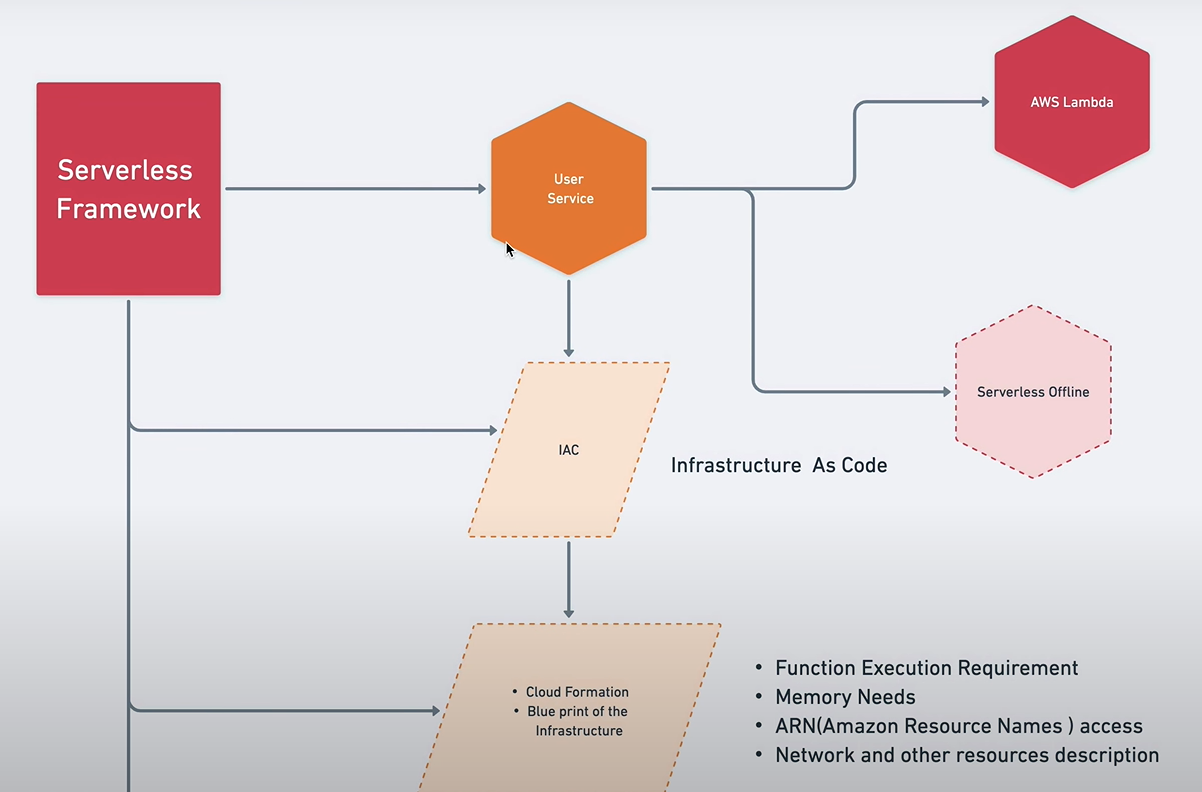 AWS Lambda
Serverless
Framework
User
Service
Serverless Offline
IAC
Infrastructure As Code
• Cloud Formation
• Blue print of the
Infrastructure
• Function Execution Requirement
• Memory Needs
• ARN(Amazon Resource Names ) access
• Network and other resources description